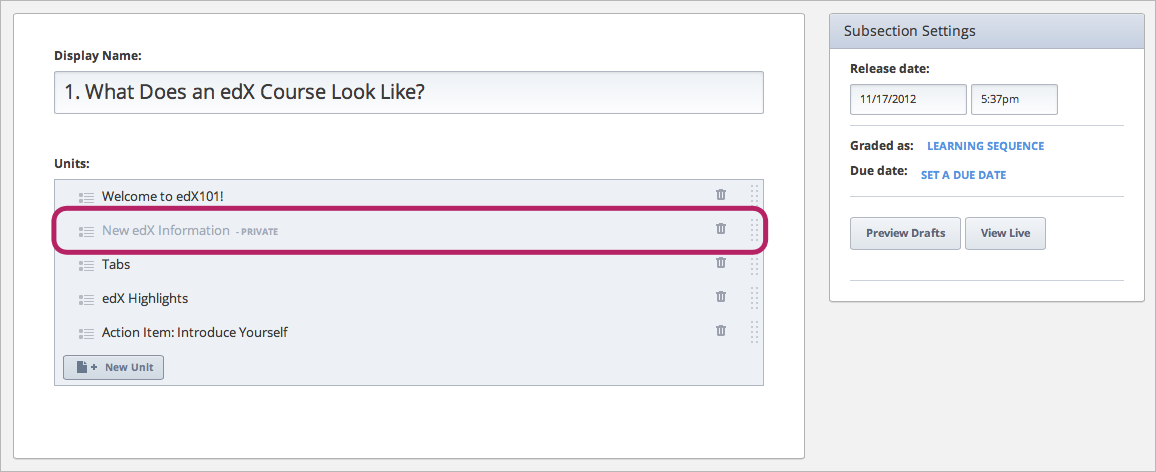 Display Name:
1. What Does an edX Course Look Like?
Units:
Welcome to edX101!
New edX Information - PRIVATE
Tabs
edX Highlights
Action Item: Introduce Yourself
+ New Unit
Subsection Settings
Release date:
11/17/2012 5:37pm
Graded as: LEARNING SEQUENCE
Due date: SET A DUE DATE
Preview Drafts View Live